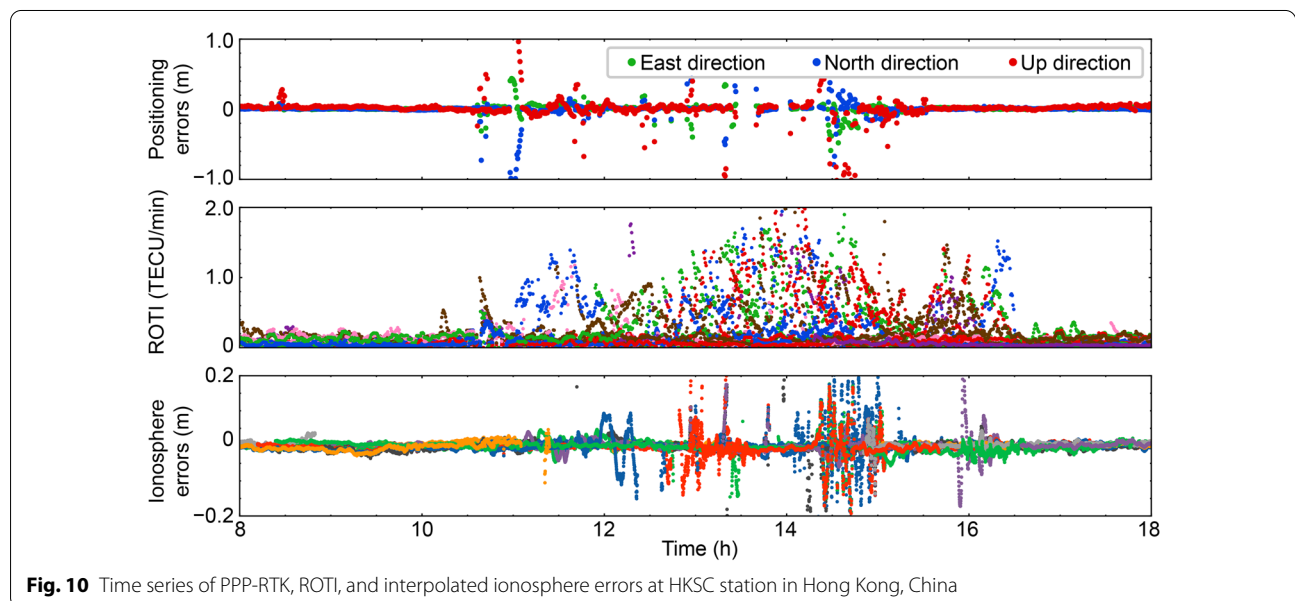 Positioning
errors (m)
1.0
0
−1.0
East direction North direction Up direction
ROTI (TECU/min)
2.0
1.0
0
Ionosphere
errors (m)
0.2
0
−0.2
8 10 12 14 16 18
Time (h)
Fig. 10 Time series of PPP-RTK, ROTI, and interpolated ionosphere errors at HKSC station in Hong Kong, China